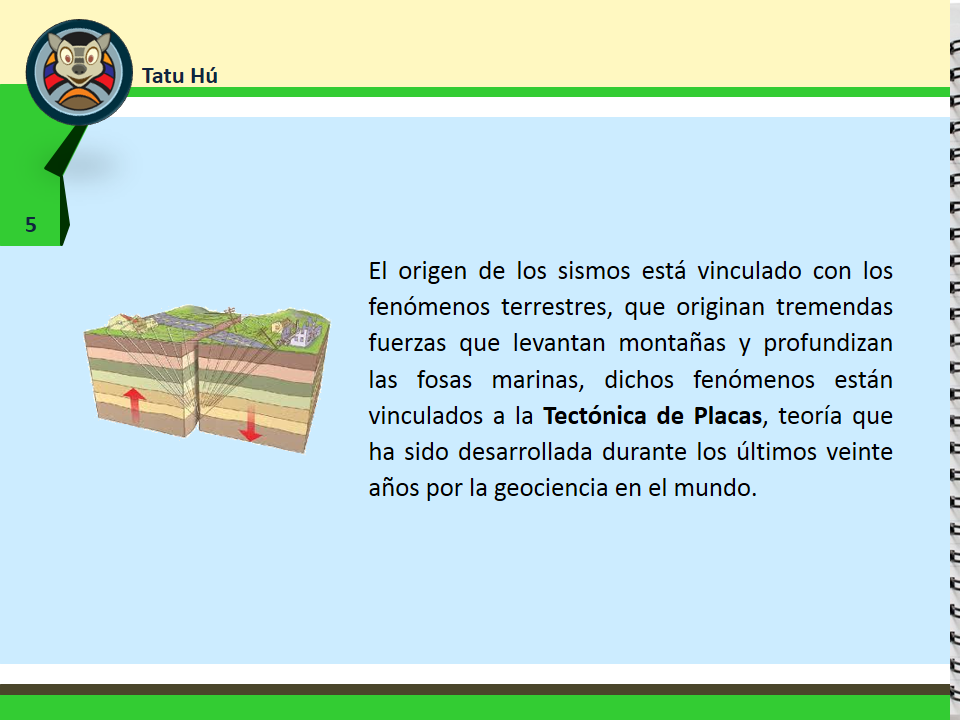 Tatu Hú
5
El origen de los sismos está vinculado con los
fenómenos terrestres, que originan tremendas
fuerzas que levantan montañas y profundizan
las fosas marinas, dichos fenómenos están
vinculados a la Tectónica de Placas, teoría que
ha sido desarrollada durante los últimos veinte
años por la geociencia en el mundo.